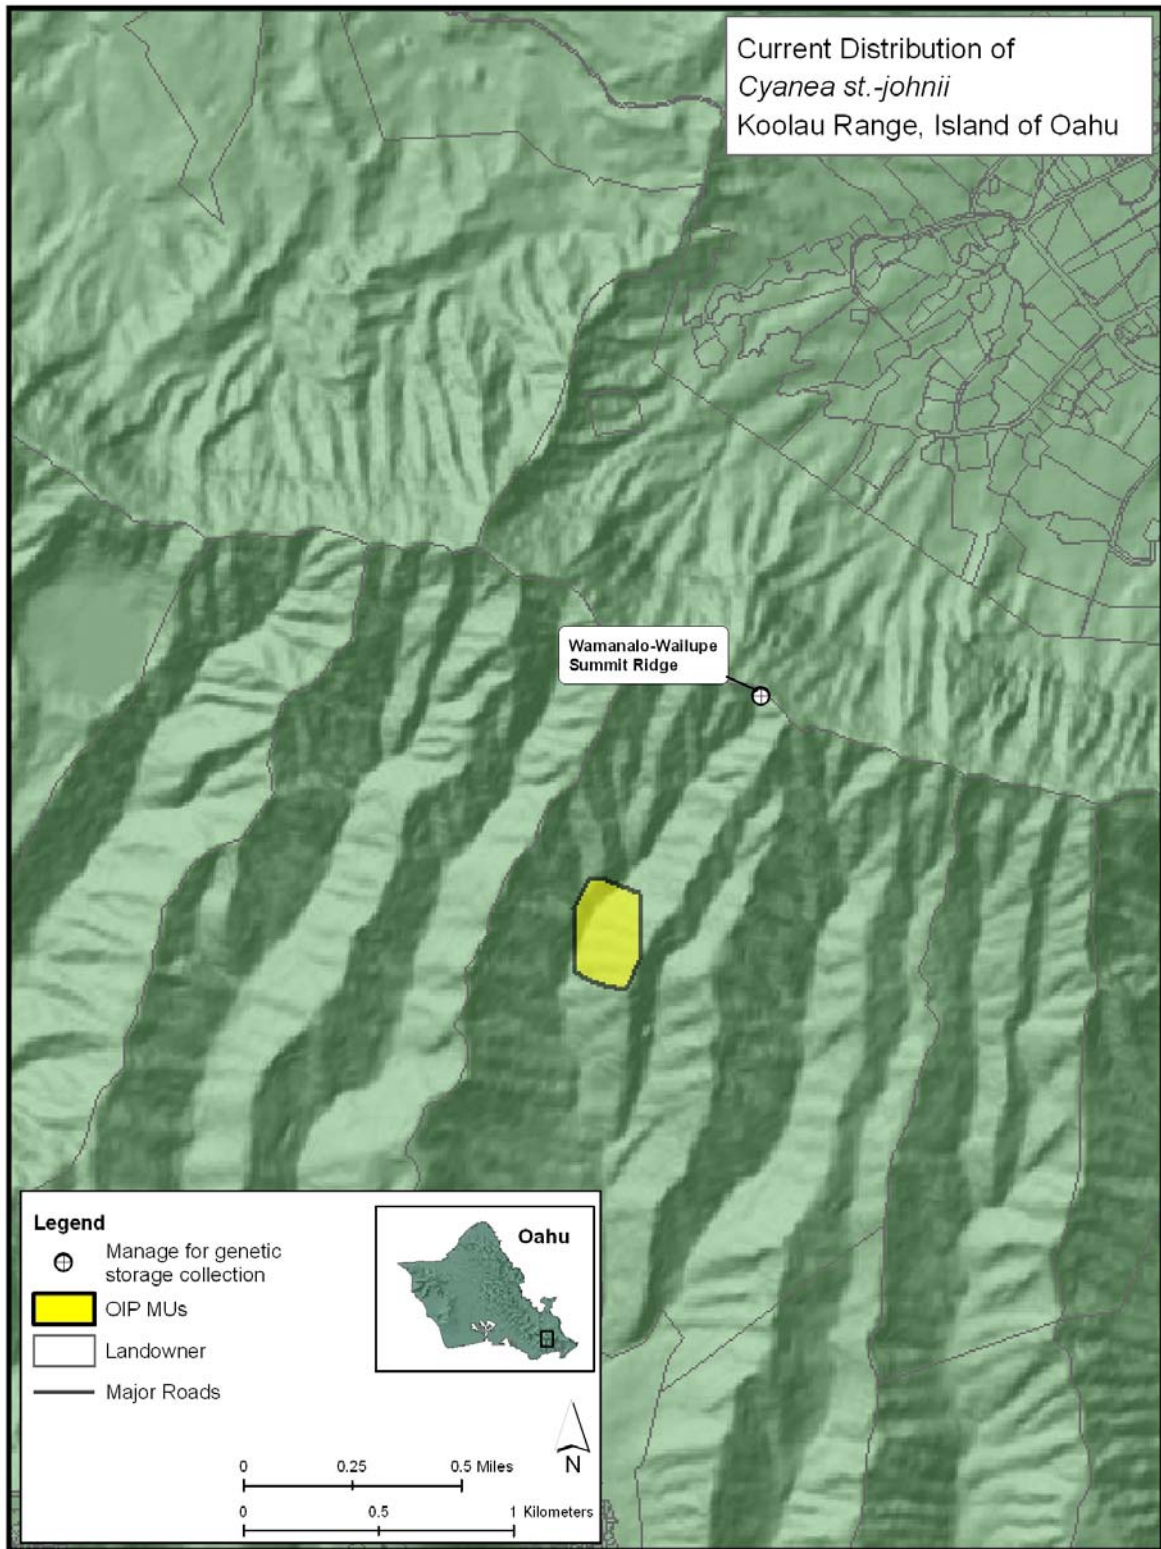 Current Distribution of
Cyanea st.-johnii
Koolau Range, Island of Oahu
Wamanalo-Wailupe
Summit Ridge
Legend
Manage for genetic
storage collection
OIP MUs
Landowner
Major Roads
Oahu
N
0 0.25 0.5 Miles
0 0.5 1 Kilometers